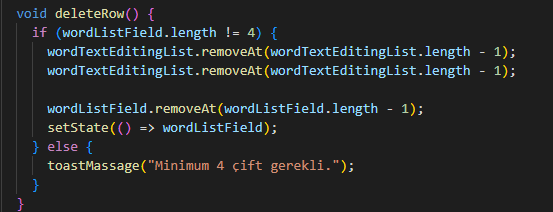 void deleteRow() {
if (wordListField.length != 4) {
wordTextEditingList.removeAt(wordTextEditingList.length - 1);
wordTextEditingList.removeAt(wordTextEditingList.length - 1);
wordListField.removeAt(wordListField.length - 1);
setState(() => wordListField);
} else {
toastMassage("Minimum 4 çift gerekli.");
}
}